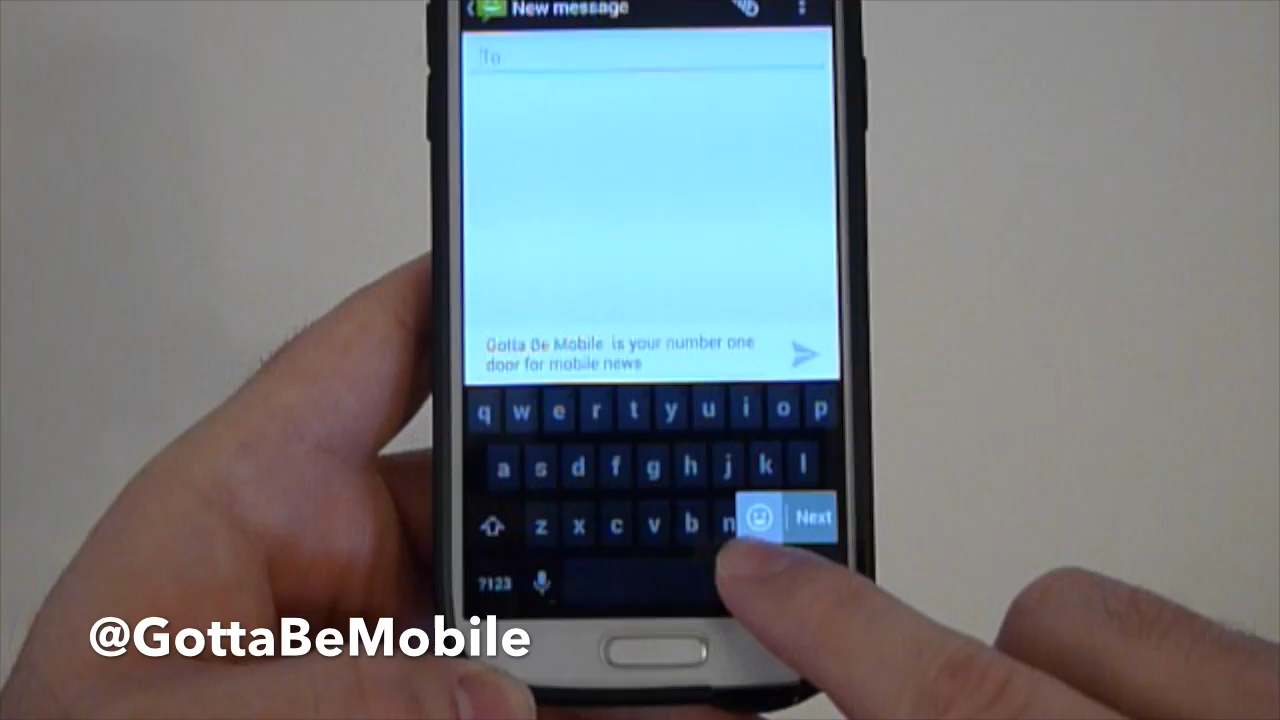 New message
To
Gotta Be Mobile is your number one
door for mobile news
q w e r t y u i o p
a s d f g h j k l
z x c v b n Next
?123
@GottaBeMobile